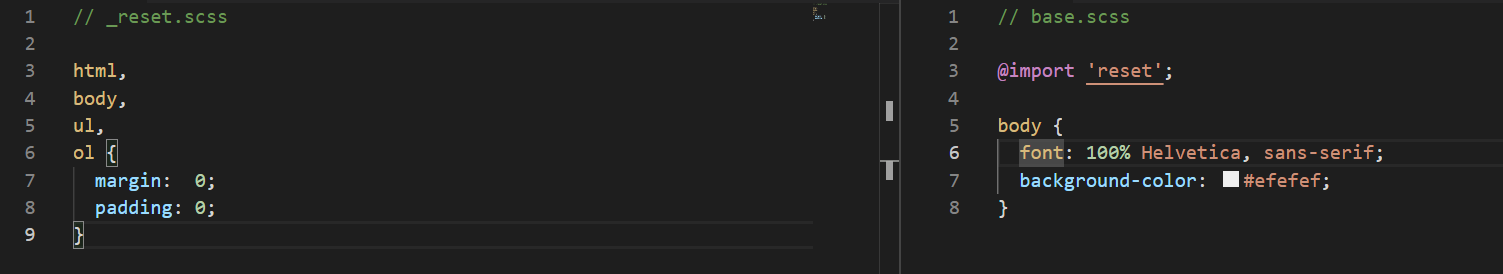 1 // _reset.scss
2
3 html,
4 body,
5 ul,
6 ol {
7   margin:  0;
8   padding: 0;
9 }
1 // base.scss
2
3 @import 'reset';
4
5 body {
6   font: 100% Helvetica, sans-serif;
7   background-color: #efefef;
8 }